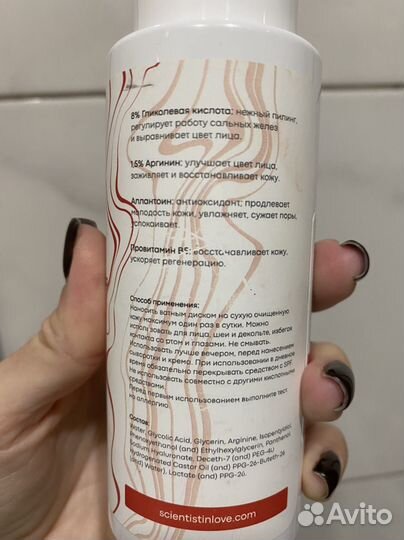 8% Гликолевая кислота: нежный пилинг,
регулирует работу сальных желез
и выравнивает цвет лица.
1.5% Аргинин: улучшает цвет лица,
заживляет и восстанавливает кожу.
Аллантоин: антиоксидант; продлевает
молодость кожи, увлажняет, сужает поры,
успокаивает.
Провитамин B5: восстанавливает кожу,
ускоряет регенерацию.
Способ применения:
Наносить ватным диском на сухую очищенную
кожу максимум один раз в сутки. Можно
использовать для лица, шеи и декольте, избегая
контакта со ртом и глазами. Не смывать.
Использовать лучше вечером, перед нанесением
сыворотки и крема. При использовании в дневное
время обязательно перекрывать средством с SPF.
Не использовать совместно с другими кислотными
средствами.
Перед первым использованием выполните тест
на аллергию.
Состав:
Water, Glycolic Acid, Glycerin, Arginine, Isopentyldiol,
Phenoxyethanol (and) Ethylhexylglycerin, Panthenol,
Sodium Hyaluronate, Deceth-7 (and) PEG-40
Hydrogenated Castor Oil (and) PPG-26-Buteth-26
(and) Water), Lactate (and) PPG-26.
scientistinlove.com
Avito